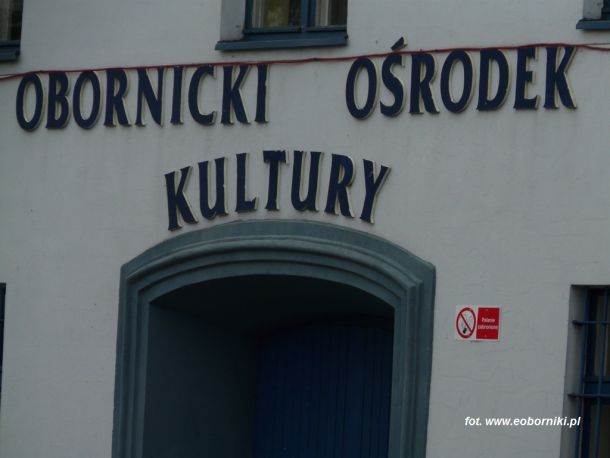 OBORNICKI OŚRODEK
KULTURY
Palenie
zabronione
fot. www.eoborniki.pl